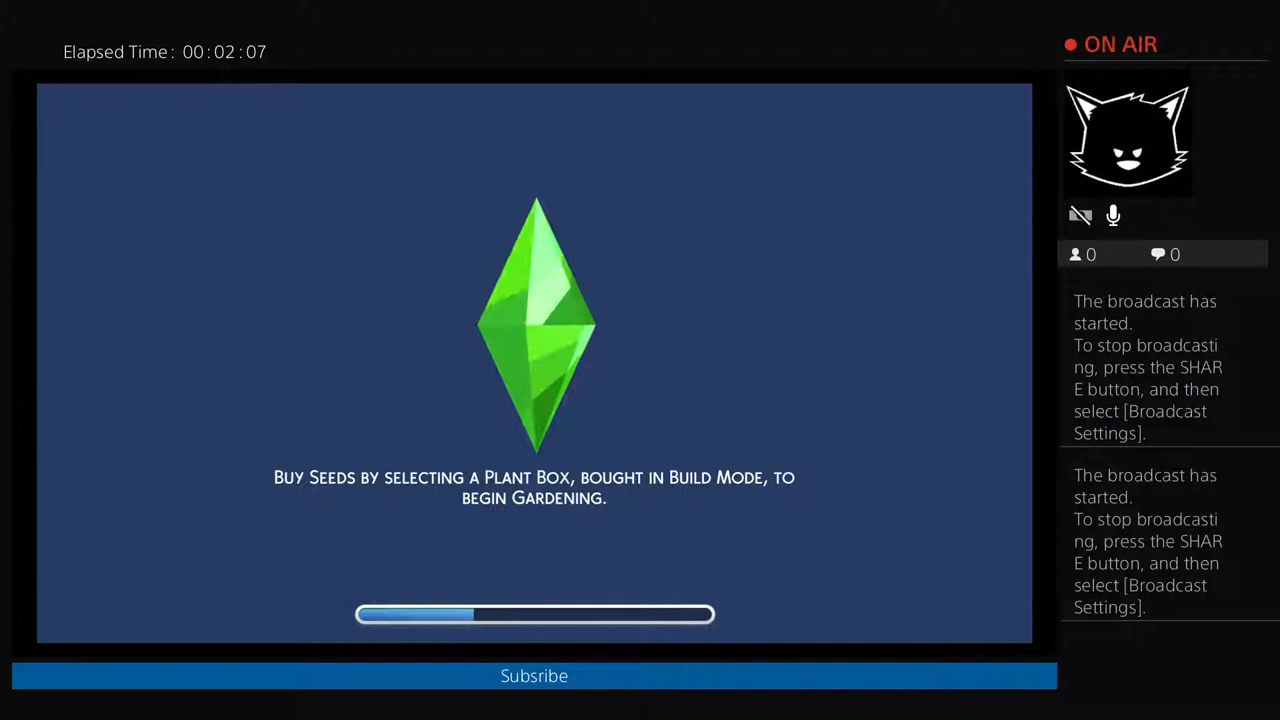 Elapsed Time: 00:02:07
ON AIR
0
0
The broadcast has
started.
To stop broadcasti
ng, press the SHAR
E button, and then
select [Broadcast
Settings].
The broadcast has
started.
To stop broadcasti
ng, press the SHAR
E button, and then
select [Broadcast
Settings].
BUY SEEDS BY SELECTING A PLANT BOX, BOUGHT IN BUILD MODE, TO
BEGIN GARDENING.
Subsribe